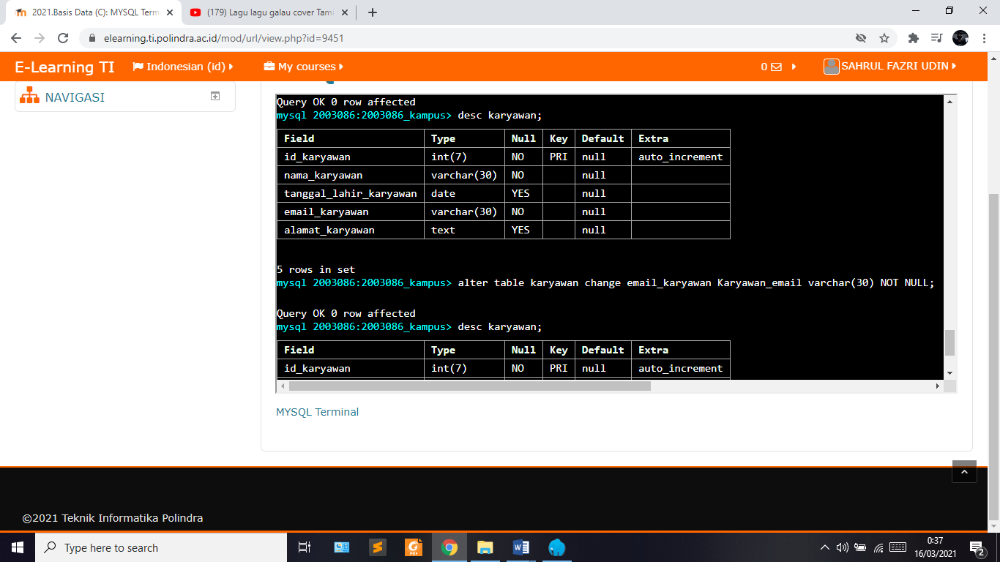 2021.Basis Data (C): MYSQL Term
(179) Lagu lagu galau cover Tami
elearning.ti.polindra.ac.id/mod/url/view.php?id=9451
E-Learning TI Indonesian (id) My courses 0 SAHRUL FAZRI UDIN
NAVIGASI
Query OK 0 row affected
mysql 2003086:2003086_kampus> desc karyawan;
Field Type Null Key Default Extra
id_karyawan int(7) NO PRI null auto_increment
nama_karyawan varchar(30) NO null
tanggal_lahir_karyawan date YES null
email_karyawan varchar(30) NO null
alamat_karyawan text YES null
5 rows in set
mysql 2003086:2003086_kampus> alter table karyawan change email_karyawan Karyawan_email varchar(30) NOT NULL;
Query OK 0 row affected
mysql 2003086:2003086_kampus> desc karyawan;
Field Type Null Key Default Extra
id_karyawan int(7) NO PRI null auto_increment
MYSQL Terminal
©2021 Teknik Informatika Polindra
Type here to search
0:37
16/03/2021
2